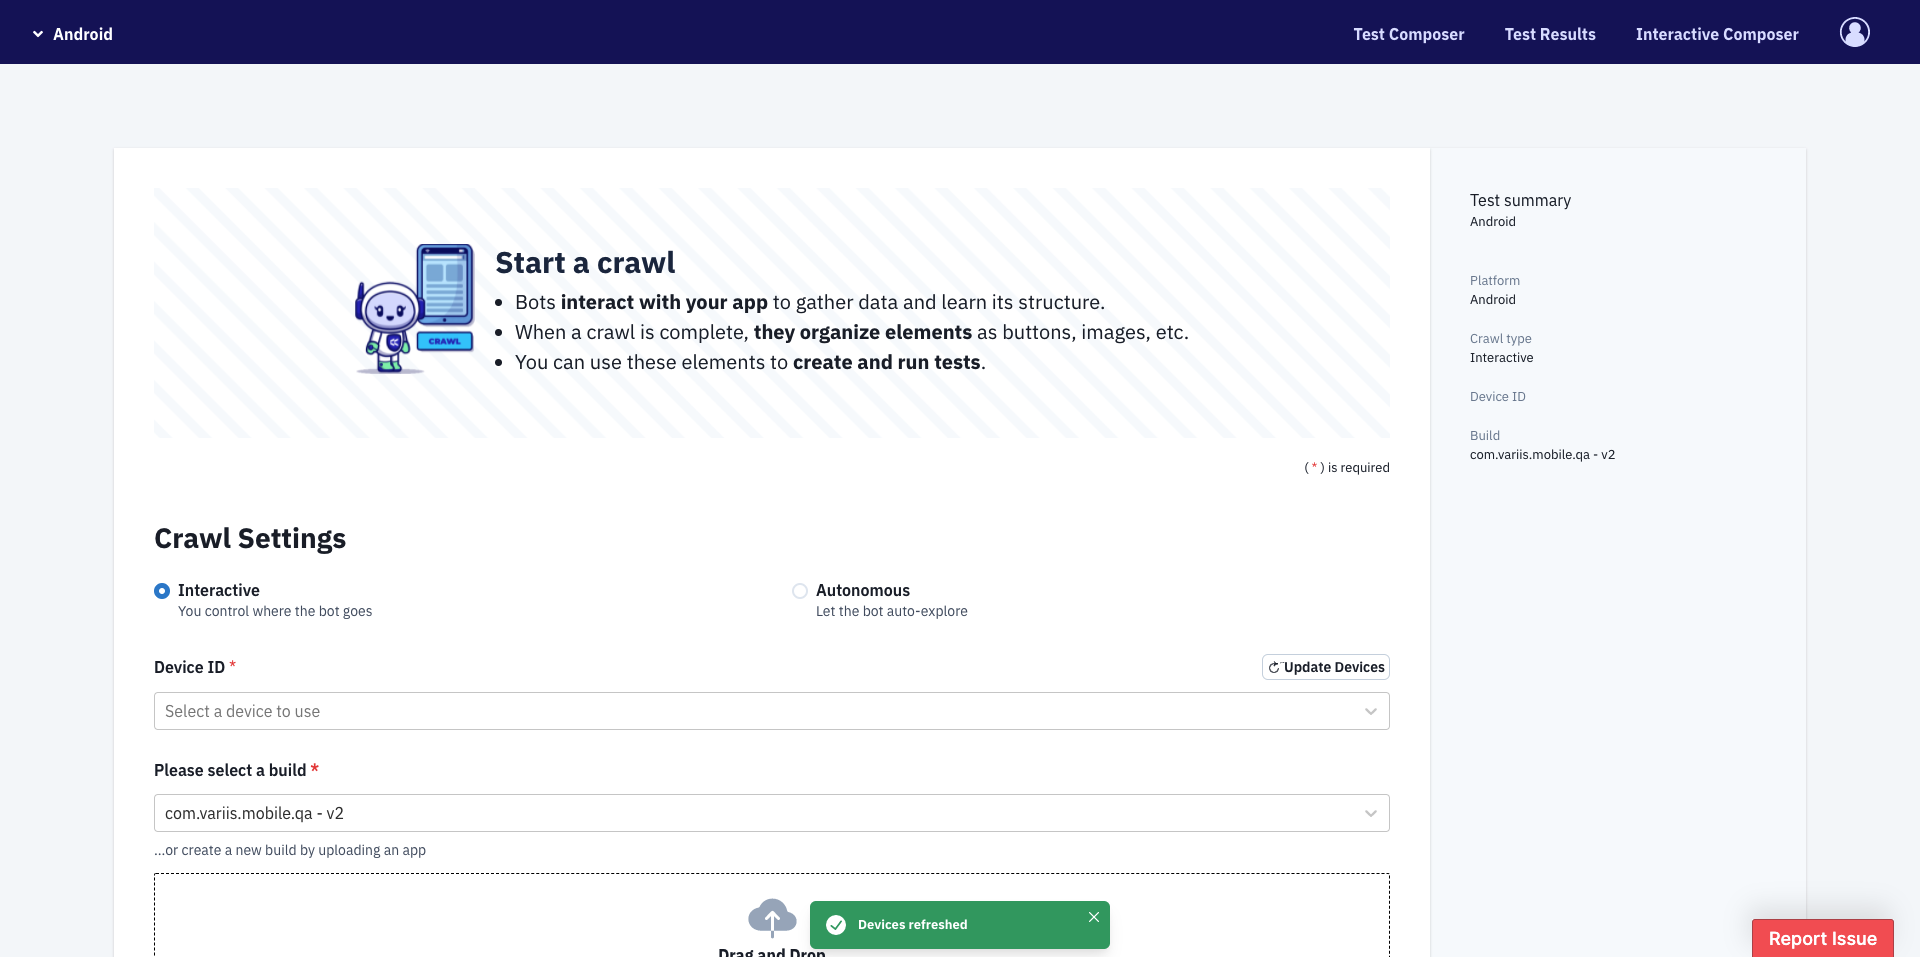 Android
Test Composer
Test Results
Interactive Composer
CRAWL
Start a crawl
Bots interact with your app to gather data and learn its structure.
When a crawl is complete, they organize elements as buttons, images, etc.
You can use these elements to create and run tests.
( * ) is required
Crawl Settings
Interactive
You control where the bot goes
Autonomous
Let the bot auto-explore
Device ID *
Update Devices
Select a device to use
Please select a build *
com.variis.mobile.qa - v2
...or create a new build by uploading an app
Drag and Drop
Devices refreshed
Test summary
Android
Platform
Android
Crawl type
Interactive
Device ID
Build
com.variis.mobile.qa - v2
Report Issue